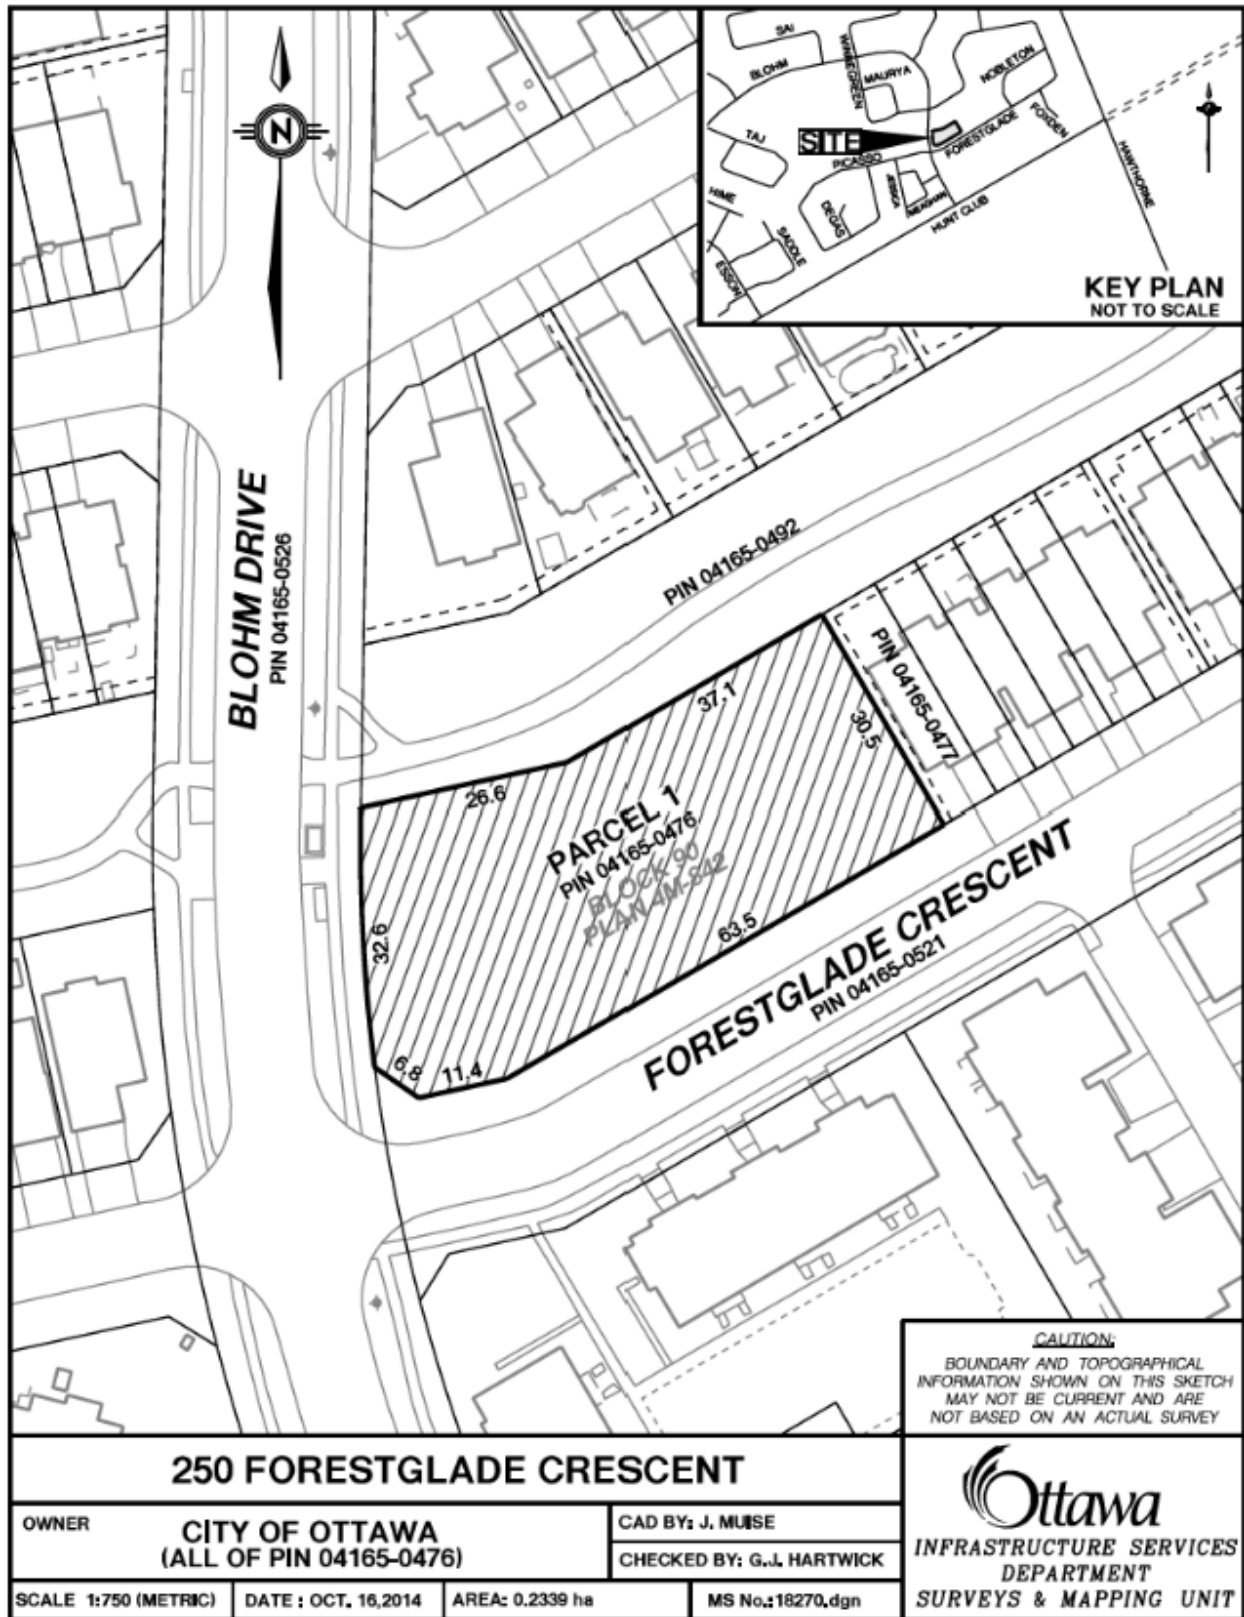 SAI
BLOHM
WINTEGREEN
MAURYA
NOBLETON
FOXDEN
TAJ
SITE
PICASSO
FORESTGLADE
HAWTHORNE
HIME
DEGAS
JESSICA
MEAGHAN
HUNT CLUB
SADDLE
ESSON
KEY PLAN
NOT TO SCALE
N
BLOHM DRIVE
PIN 04165-0526
PIN 04165-0492
PIN 04165-0477
37.1
30.5
26.6
PARCEL 1
PIN 04165-0476
BLOCK 90
PLAN 4M-842
32.6
63.5
6.8
11.4
FORESTGLADE CRESCENT
PIN 04165-0521
CAUTION:
BOUNDARY AND TOPOGRAPHICAL
INFORMATION SHOWN ON THIS SKETCH
MAY NOT BE CURRENT AND ARE
NOT BASED ON AN ACTUAL SURVEY
250 FORESTGLADE CRESCENT
OWNER
CITY OF OTTAWA
(ALL OF PIN 04165-0476)
CAD BY: J. MUISE
CHECKED BY: G.J. HARTWICK
SCALE 1:750 (METRIC)
DATE : OCT. 16,2014
AREA: 0.2339 ha
MS No.:18270.dgn
Ottawa
INFRASTRUCTURE SERVICES
DEPARTMENT
SURVEYS & MAPPING UNIT